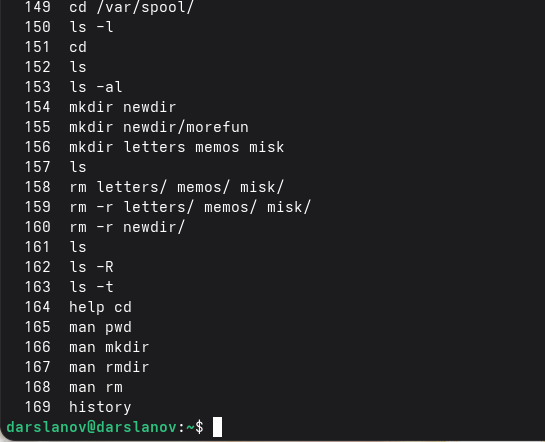 149 cd /var/spool/
150 ls -l
151 cd
152 ls
153 ls -al
154 mkdir newdir
155 mkdir newdir/morefun
156 mkdir letters memos misk
157 ls
158 rm letters/ memos/ misk/
159 rm -r letters/ memos/ misk/
160 rm -r newdir/
161 ls
162 ls -R
163 ls -t
164 help cd
165 man pwd
166 man mkdir
167 man rmdir
168 man rm
169 history
darslanov@darslanov:~$